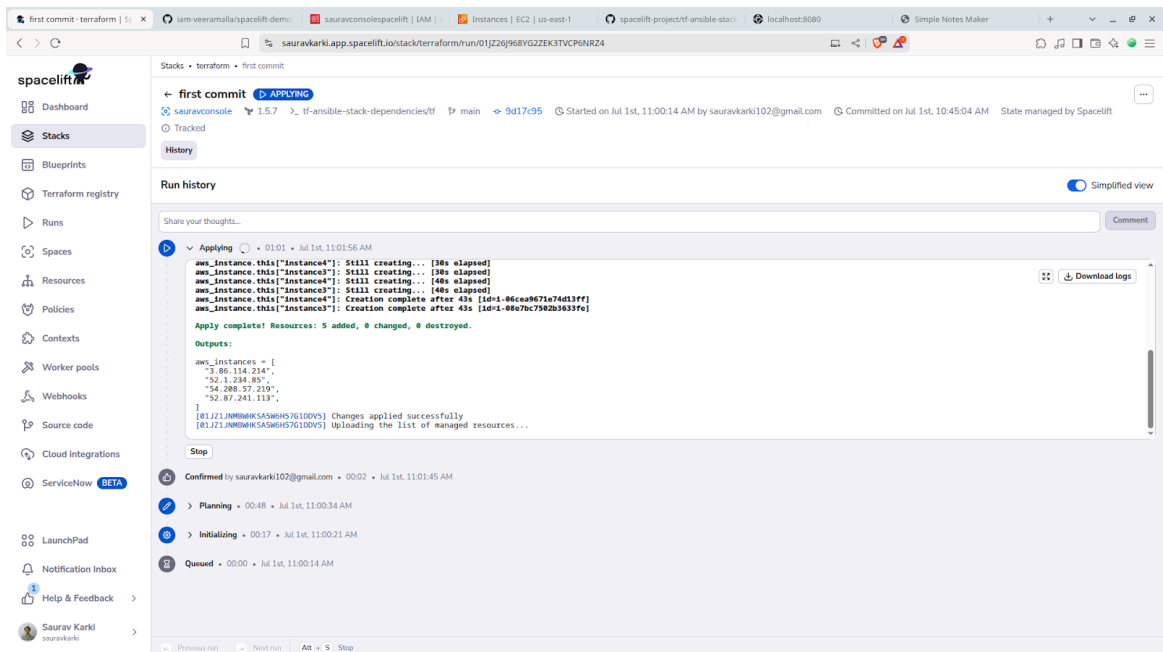 first commit · terraform | Sp
iam-veeramalla/spacelift-demo
sauravconsolespacelift | IAM |
Instances | EC2 | us-east-1
spacelift-project/tf-ansible-stack
localhost:8080
Simple Notes Maker
sauravkarki.app.spacelift.io/stack/terraform/run/01JZ26J968YG2ZEK3TVCP6NRZ4
spacelift
Dashboard
Stacks
Blueprints
Terraform registry
Runs
Spaces
Resources
Policies
Contexts
Worker pools
Webhooks
Source code
Cloud integrations
ServiceNow BETA
LaunchPad
Notification Inbox
1
Help & Feedback
Saurav Karki
sauravkarki
Stacks • terraform • first commit
← first commit APPLYING
sauravconsole 1.5.7 tf-ansible-stack-dependencies/tf main 9d17c95 Started on Jul 1st, 11:00:14 AM by sauravkarki102@gmail.com Committed on Jul 1st, 10:45:04 AM State managed by Spacelift
Tracked
History
Run history
Simplified view
Share your thoughts...
Comment
Applying • 01:01 • Jul 1st, 11:01:56 AM
aws_instance.this["instance4"]: Still creating... [30s elapsed]
aws_instance.this["instance3"]: Still creating... [30s elapsed]
aws_instance.this["instance4"]: Still creating... [40s elapsed]
aws_instance.this["instance3"]: Still creating... [40s elapsed]
aws_instance.this["instance4"]: Creation complete after 43s [id=i-06cea9671e74d13ff]
aws_instance.this["instance3"]: Creation complete after 43s [id=i-08e7bc7502b3633fe]
Download logs
Apply complete! Resources: 5 added, 0 changed, 0 destroyed.
Outputs:
aws_instances = [
"3.86.114.214",
"52.1.234.85",
"54.208.57.219",
"52.87.241.113",
]
[01JZ1JNMBWHKSA5W6H57G1DDV5] Changes applied successfully
[01JZ1JNMBWHKSA5W6H57G1DDV5] Uploading the list of managed resources...
Stop
Confirmed by sauravkarki102@gmail.com • 00:02 • Jul 1st, 11:01:45 AM
Planning • 00:48 • Jul 1st, 11:00:34 AM
Initializing • 00:17 • Jul 1st, 11:00:21 AM
Queued • 00:00 • Jul 1st, 11:00:14 AM
← Previous run → Next run Alt + S Stop